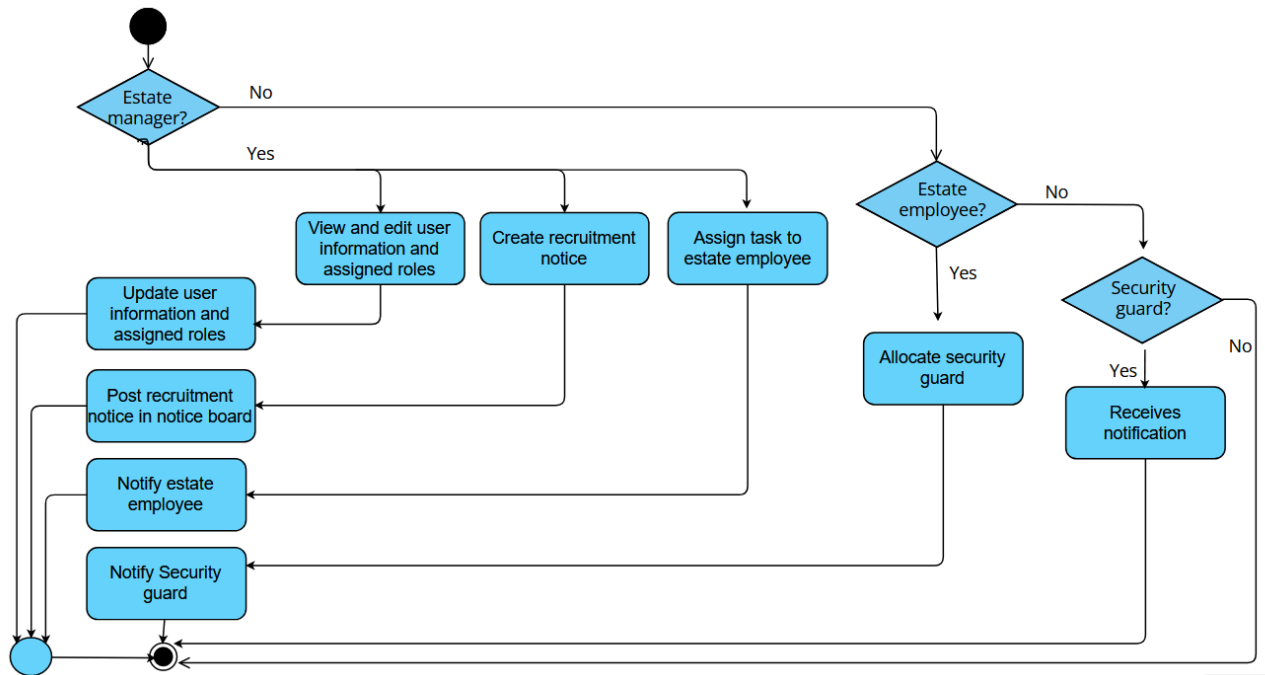 Estate
manager?
No
Yes
Estate
employee?
No
View and edit user
information and
assigned roles
Create recruitment
notice
Assign task to
estate employee
Yes
Security
guard?
No
Update user
information and
assigned roles
Allocate security
guard
Yes
Post recruitment
notice in notice board
Receives
notification
Notify estate
employee
Notify Security
guard